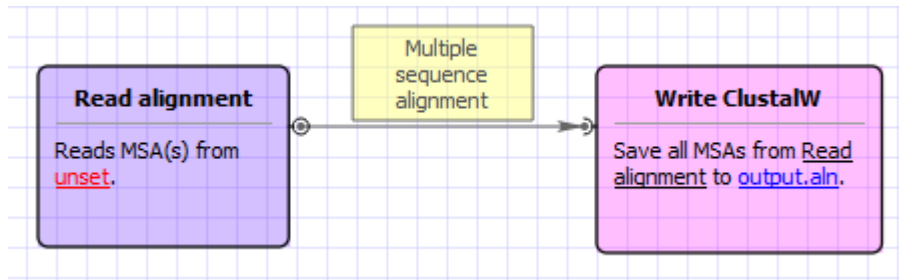 Read alignment
Reads MSA(s) from
unset.
Multiple
sequence
alignment
Write ClustalW
Save all MSAs from Read
alignment to output.aln.